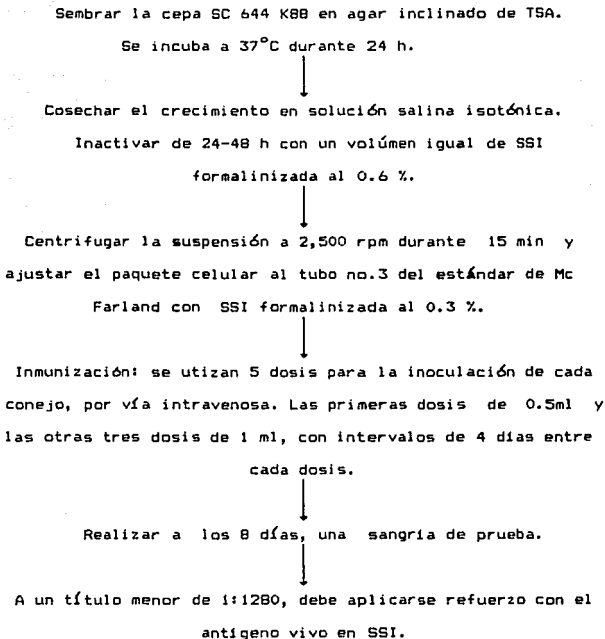 Sembrar la cepa SC 644 K88 en agar inclinado de TSA.
Se incuba a 37°C durante 24 h.
Cosechar el crecimiento en solución salina isotónica.
Inactivar de 24-48 h con un volúmen igual de SSI
formalinizada al 0.6 %.
Centrifugar la suspensión a 2,500 rpm durante 15 min y
ajustar el paquete celular al tubo no.3 del estándar de Mc
Farland con SSI formalinizada al 0.3 %.
Inmunización: se utizan 5 dosis para la inoculación de cada
conejo, por vía intravenosa. Las primeras dosis de 0.5ml y
las otras tres dosis de 1 ml, con intervalos de 4 días entre
cada dosis.
Realizar a los 8 días, una sangria de prueba.
A un título menor de 1:1280, debe aplicarse refuerzo con el
antígeno vivo en SSI.